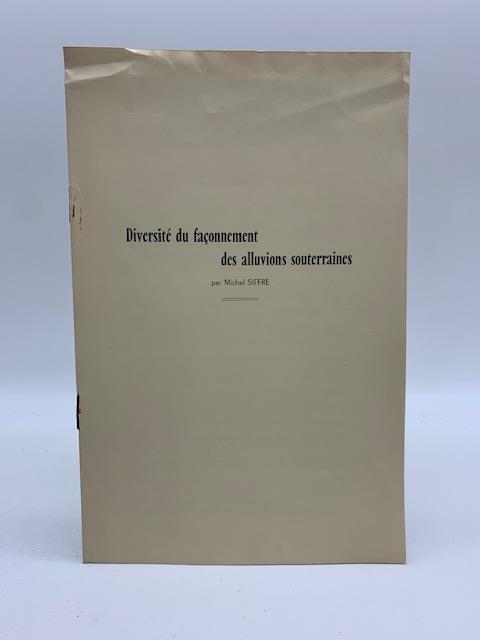 Diversité du façonnement
des alluvions souterraines
par Michel SIFFRE